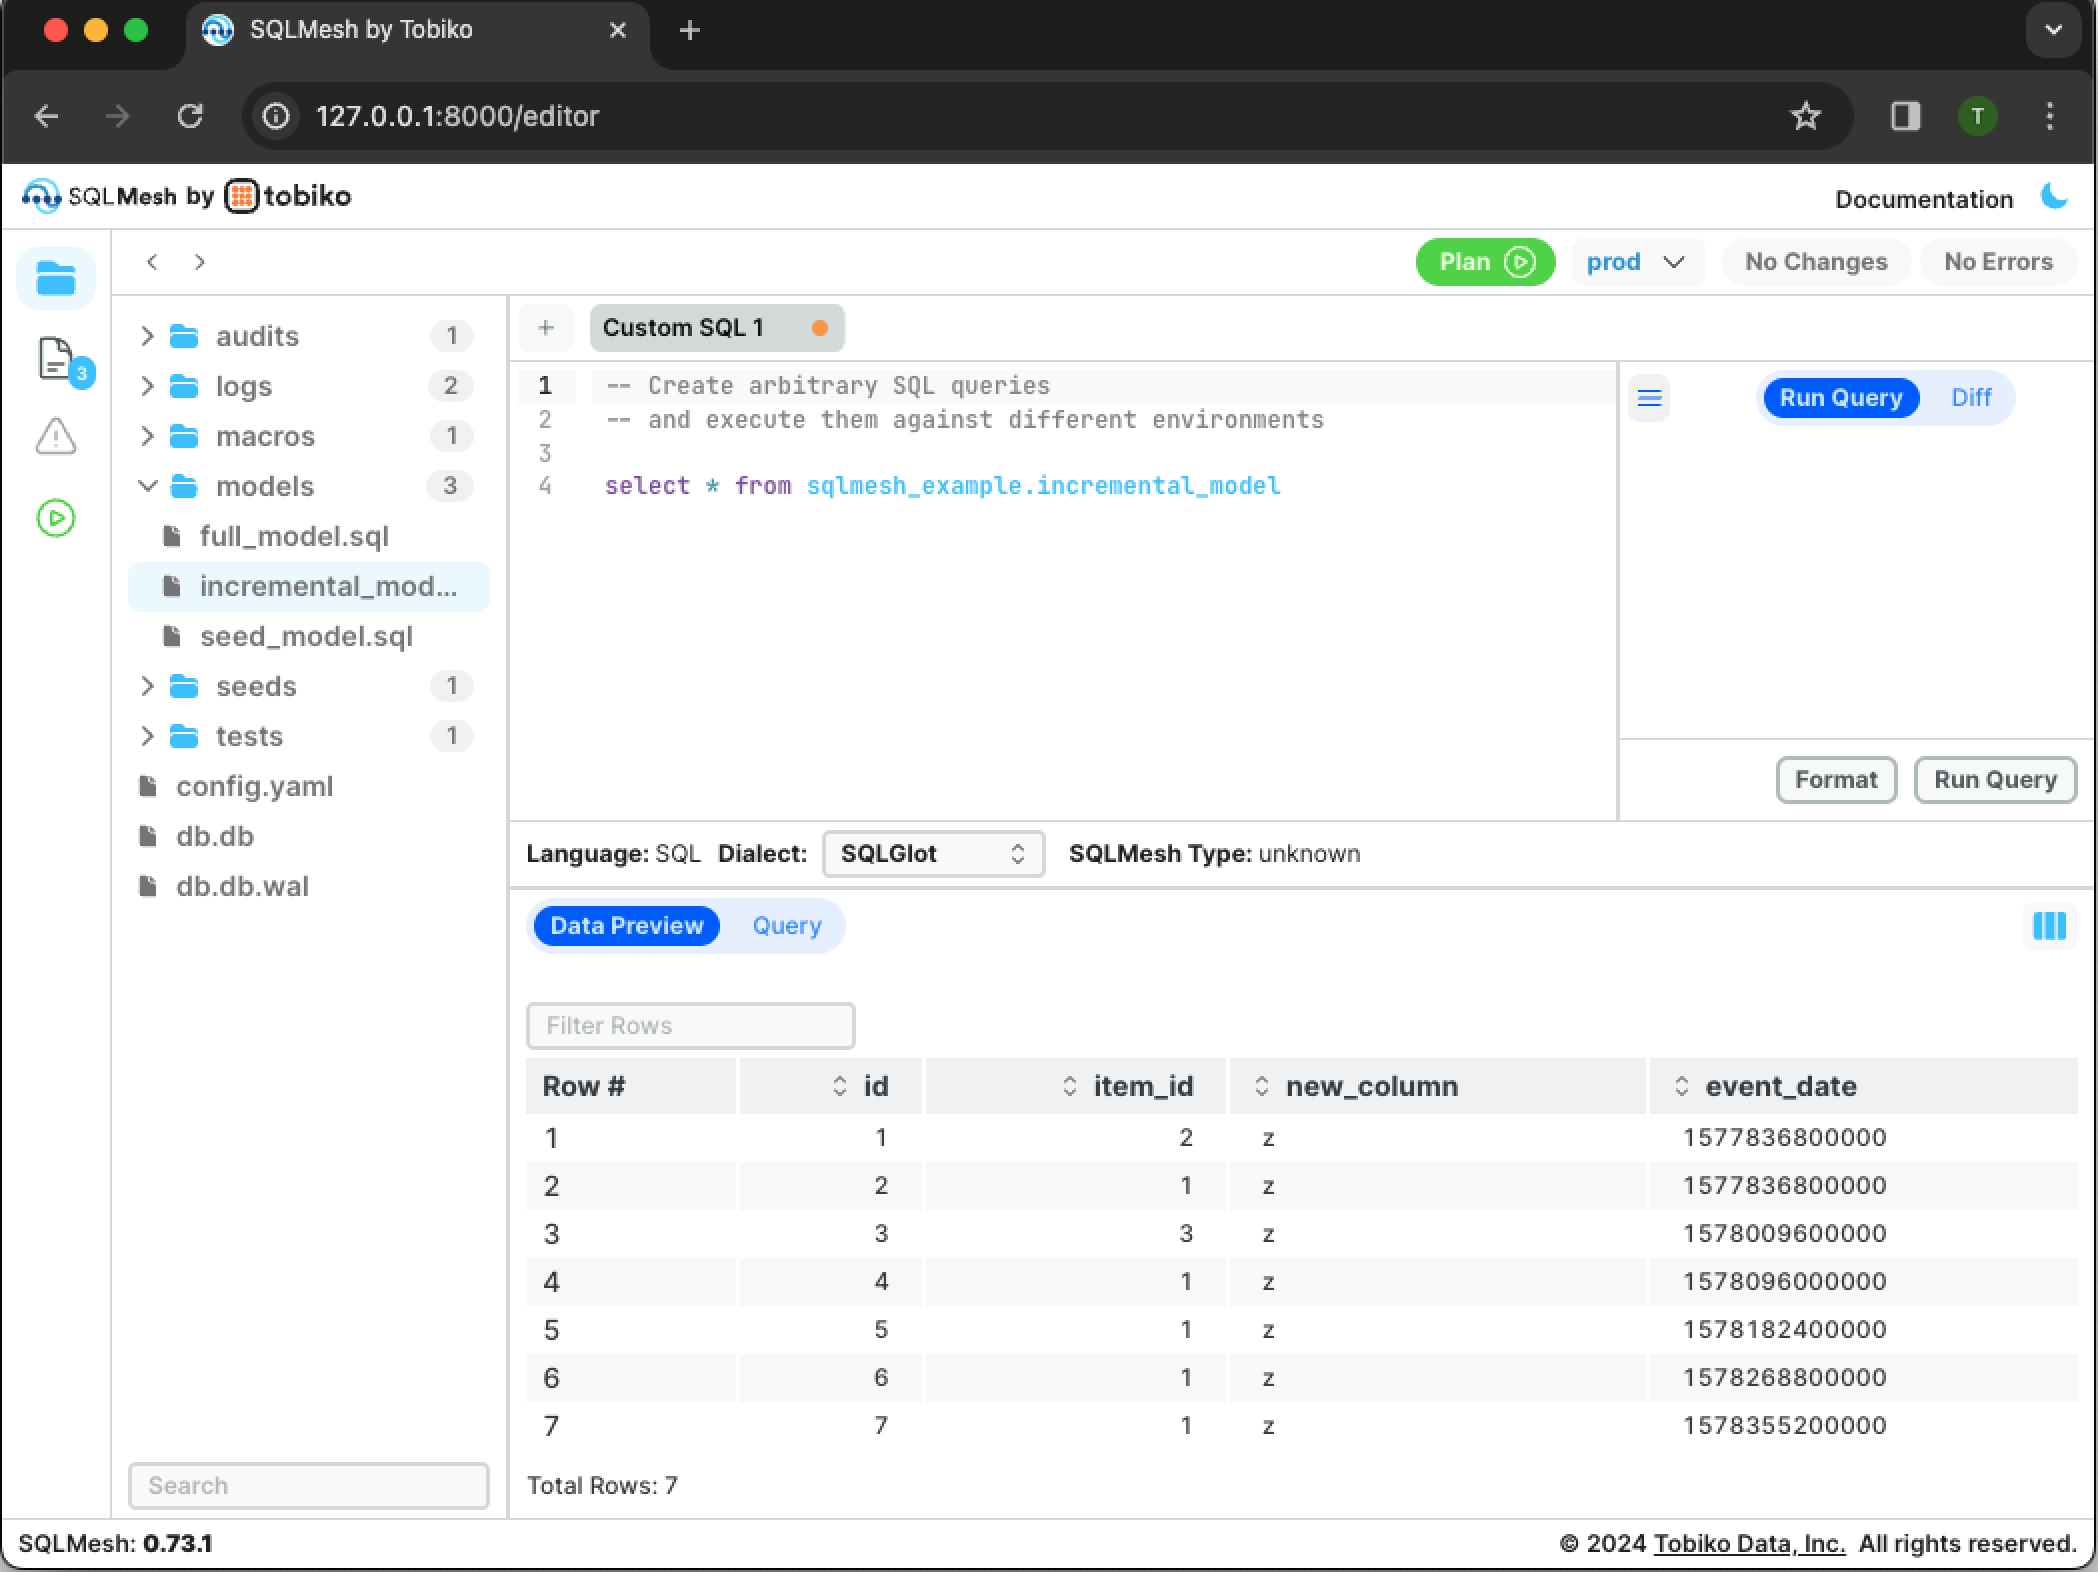 SQLMesh by Tobiko
127.0.0.1:8000/editor
T
SQLMesh by tobiko
Documentation
Plan
prod
No Changes
No Errors
3
audits 1
logs 2
macros 1
models 3
full_model.sql
incremental_mod...
seed_model.sql
seeds 1
tests 1
config.yaml
db.db
db.db.wal
Search
+ Custom SQL 1
1 -- Create arbitrary SQL queries
2 -- and execute them against different environments
3
4 select * from sqlmesh_example.incremental_model
Run Query Diff
Format Run Query
Language: SQL Dialect: SQLGlot SQLMesh Type: unknown
Data Preview Query
Filter Rows
Row # id item_id new_column event_date
1 1 2 z 1577836800000
2 2 1 z 1577836800000
3 3 3 z 1578009600000
4 4 1 z 1578096000000
5 5 1 z 1578182400000
6 6 1 z 1578268800000
7 7 1 z 1578355200000
Total Rows: 7
SQLMesh: 0.73.1
© 2024 Tobiko Data, Inc. All rights reserved.